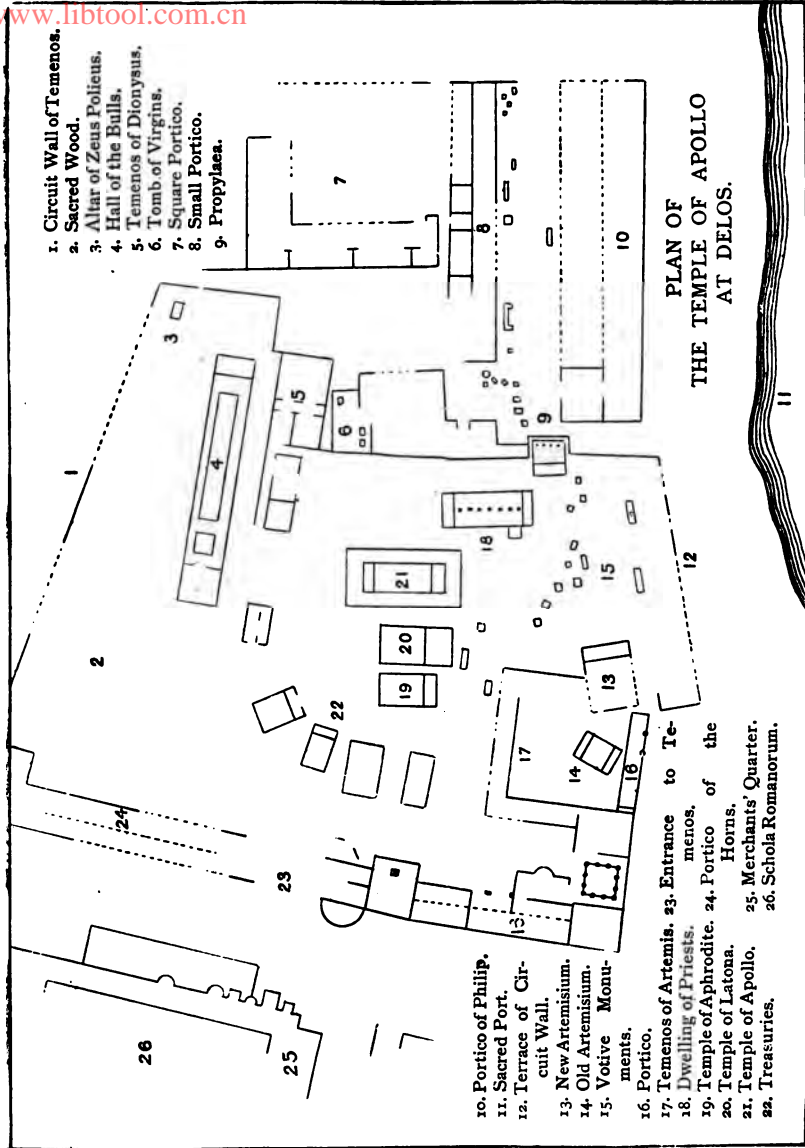 www.libtool.com.cn
1. Circuit Wall of Temenos.
2. Sacred Wood.
3. Altar of Zeus Polieus.
4. Hall of the Bulls.
5. Temenos of Dionysus.
6. Tomb of Virgins.
7. Square Portico.
8. Small Portico.
9. Propylaea.
1
2
3
4
15
6
7
8
9
10
11
12
13
14
15
16
17
18
19
20
21
22
23
24
25
26
13
PLAN OF
THE TEMPLE OF APOLLO
AT DELOS.
10. Portico of Philip.
11. Sacred Port.
12. Terrace of Cir-
cuit Wall.
13. New Artemisium.
14. Old Artemisium.
15. Votive Monu-
ments.
16. Portico.
17. Temenos of Artemis.
18. Dwelling of Priests.
19. Temple of Aphrodite.
20. Temple of Latona.
21. Temple of Apollo.
22. Treasuries.
23. Entrance to Te-
menos.
24. Portico of the
Horns.
25. Merchants' Quarter.
26. Schola Romanorum.